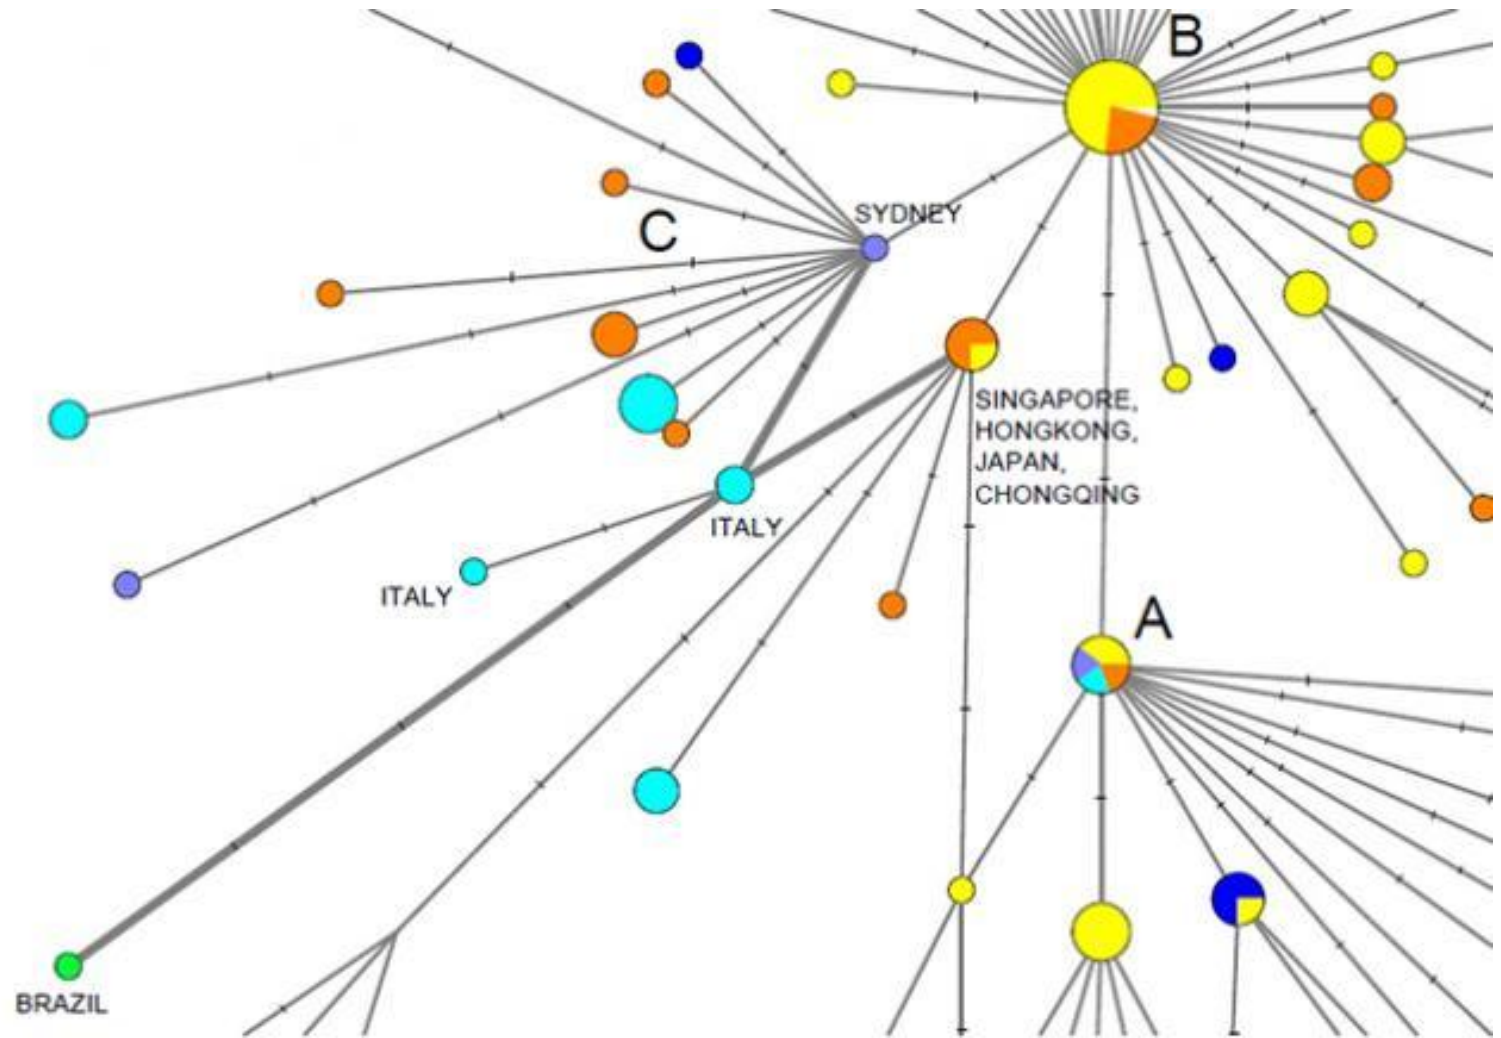 B
SYDNEY
C
SINGAPORE,
HONGKONG,
JAPAN,
CHONGQING
ITALY
ITALY
A
BRAZIL